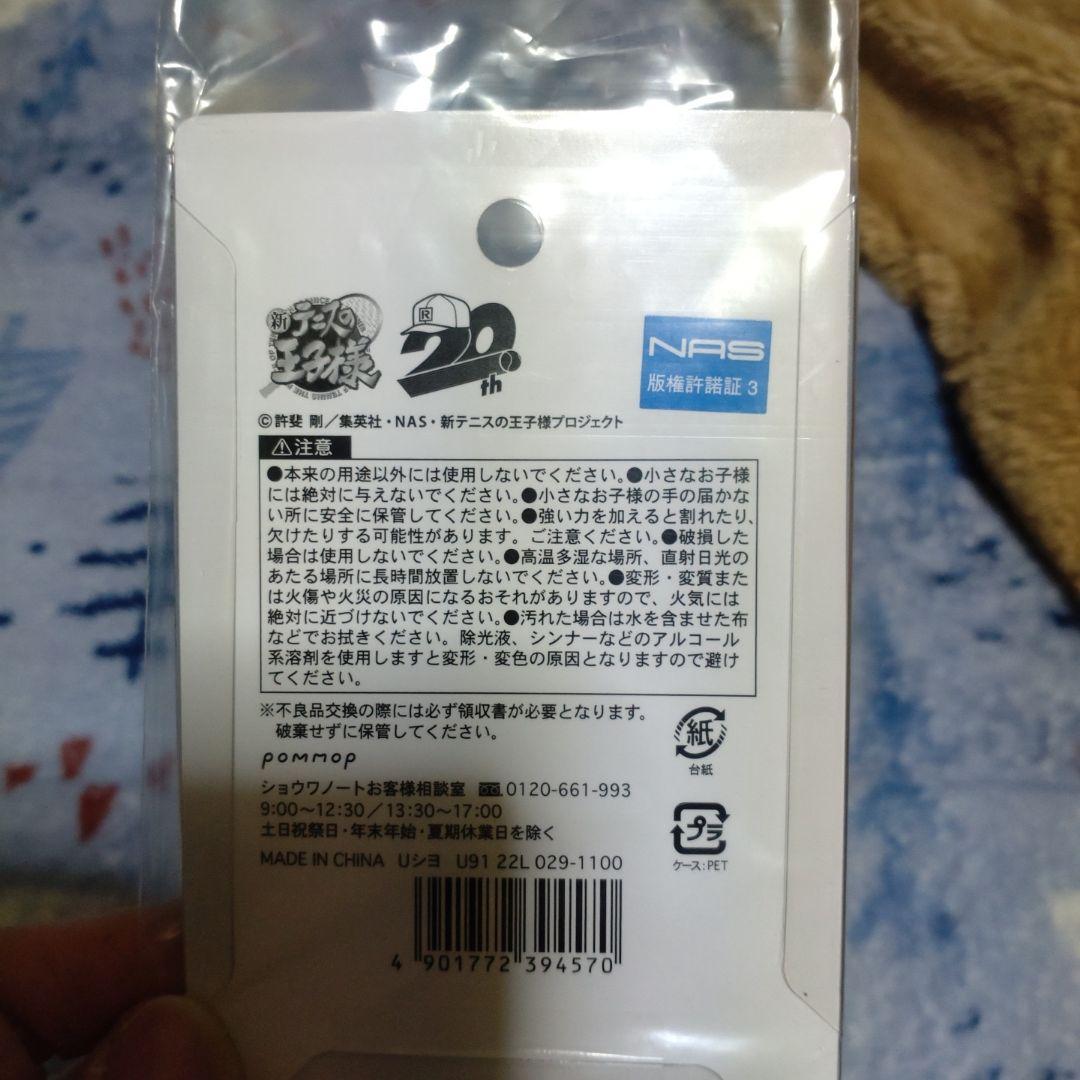 新テニスの
王子様
R
20th
NAS
版権許諾証 3
©許斐 剛／集英社・NAS・新テニスの王子様プロジェクト
⚠注意
●本来の用途以外には使用しないでください。●小さなお子様
には絶対に与えないでください。●小さなお子様の手の届かな
い所に安全に保管してください。●強い力を加えると割れたり、
欠けたりする可能性があります。ご注意ください。●破損した
場合は使用しないでください。●高温多湿な場所、直射日光の
あたる場所に長時間放置しないでください。●変形・変質また
は火傷や火災の原因になるおそれがありますので、火気には
絶対に近づけないでください。●汚れた場合は水を含ませた布
などでお拭きください。除光液、シンナーなどのアルコール
系溶剤を使用しますと変形・変色の原因となりますので避け
てください。
※不良品交換の際には必ず領収書が必要となります。
破棄せずに保管してください。
紙
台紙
pommop
ショウワノートお客様相談室 0120-661-993
9:00～12:30／13:30～17:00
土日祝祭日・年末年始・夏期休業日を除く
プラ
ケース:PET
MADE IN CHINA Uシヨ U91 22L 029-1100
4 901772 394570